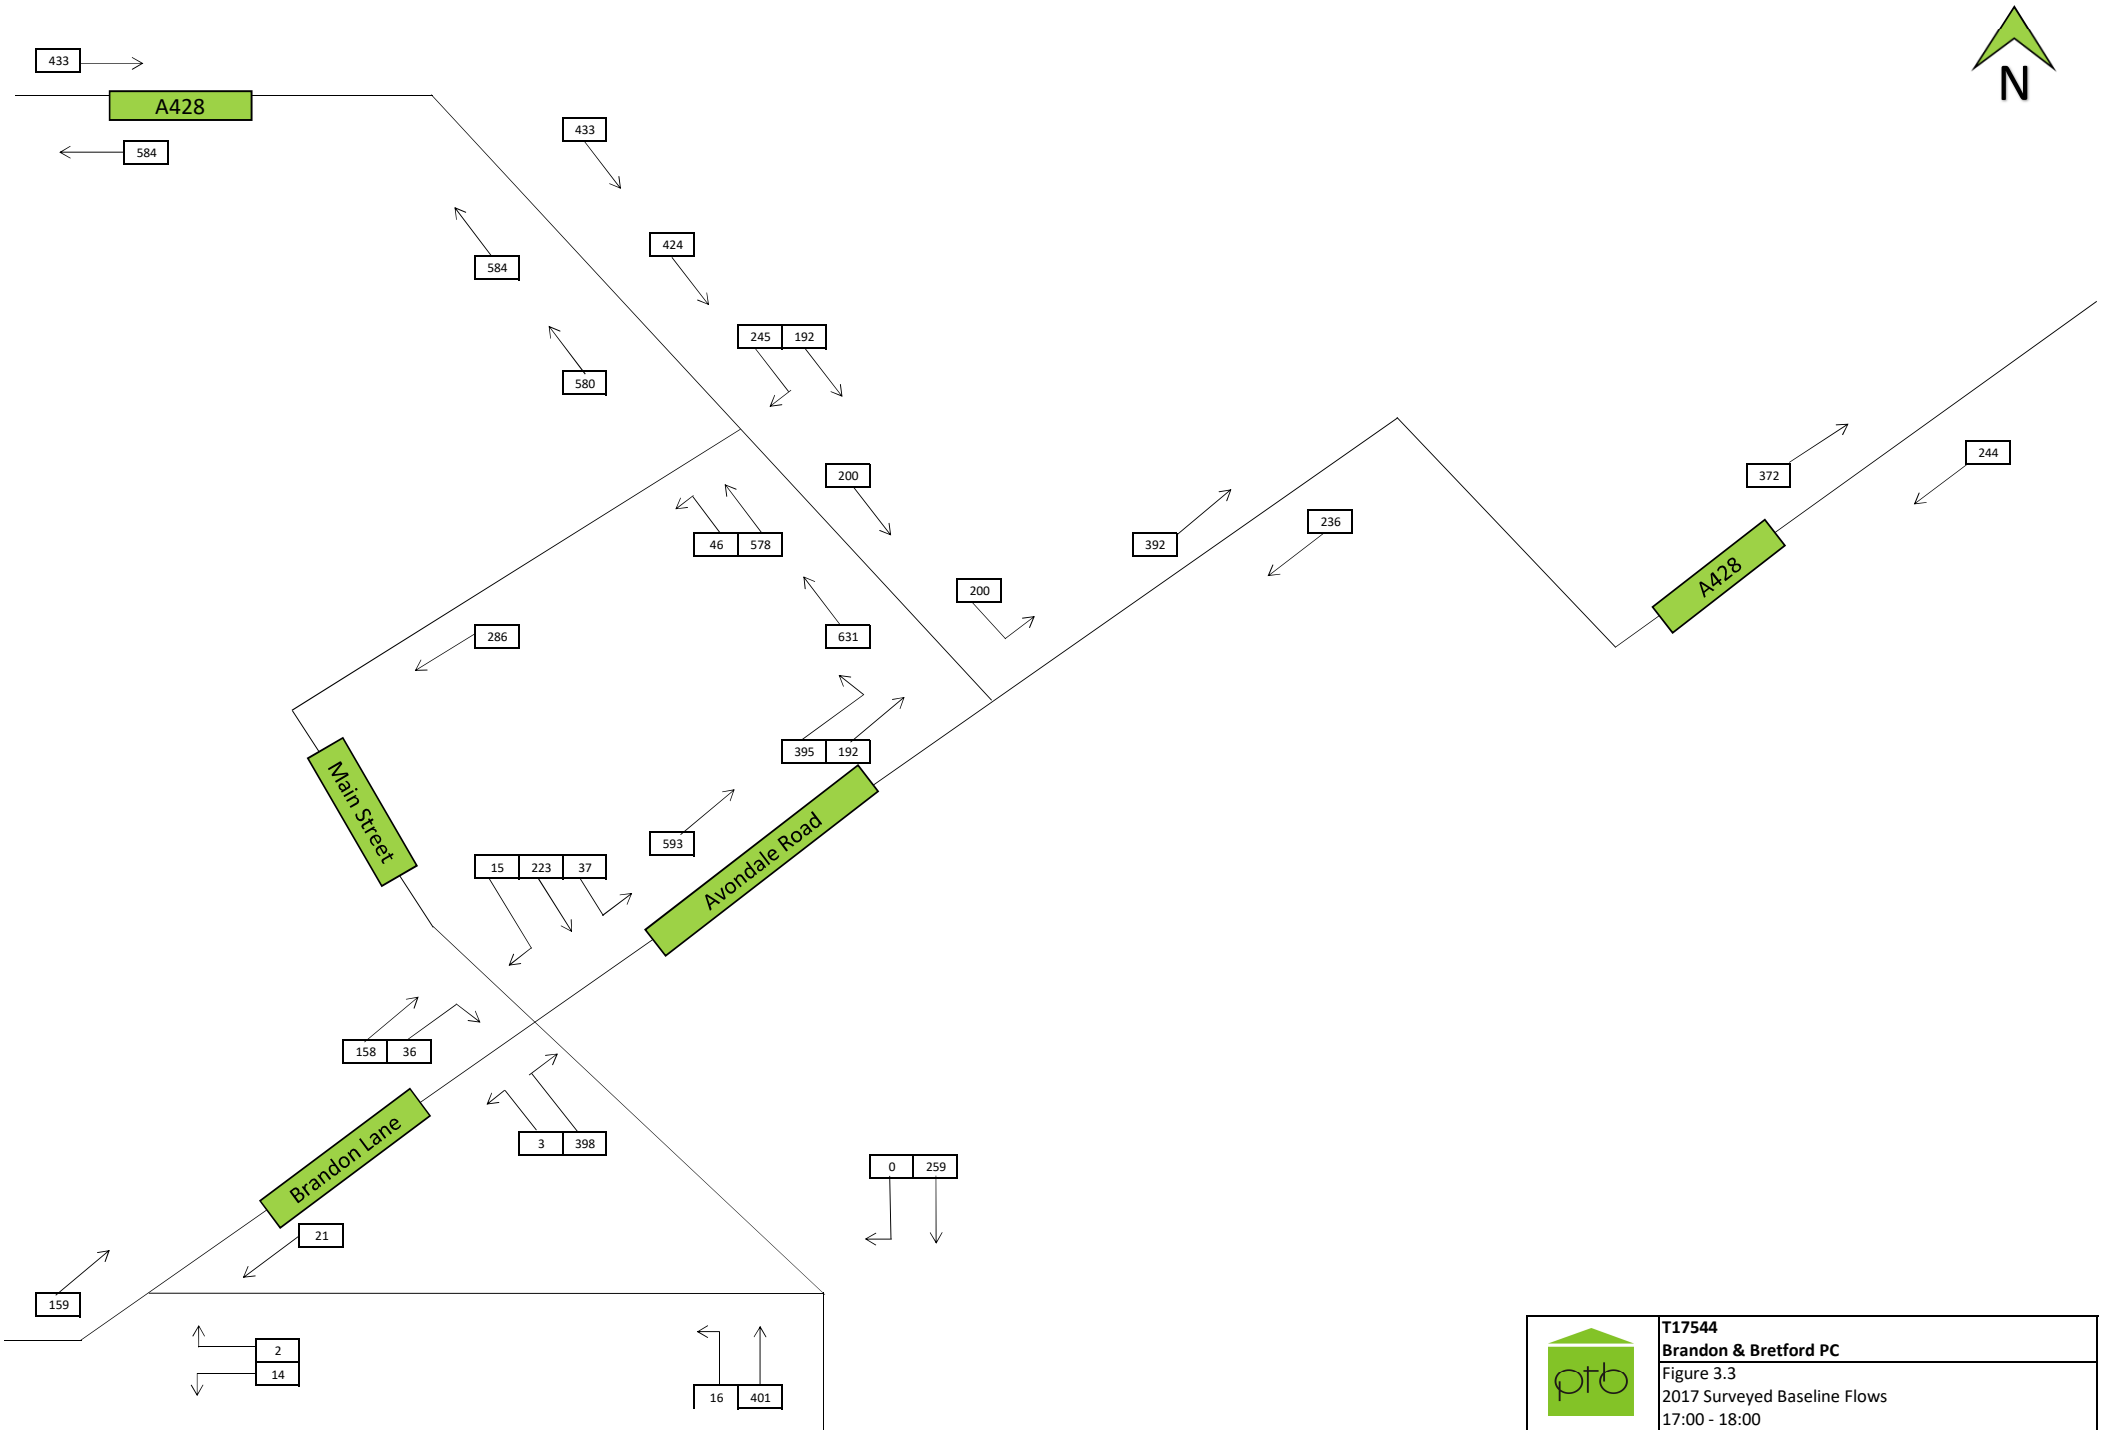 433
N
A428
433
584
424
584
245 192
580
244
372
200
236
46 578
392
A428
200
286
631
395 192
Main Street
593
15 223 37
Avondale Road
158 36
3 398
Brandon Lane
0 259
21
159
2
14
16 401
ptb
T17544
Brandon & Bretford PC
Figure 3.3
2017 Surveyed Baseline Flows
17:00 - 18:00